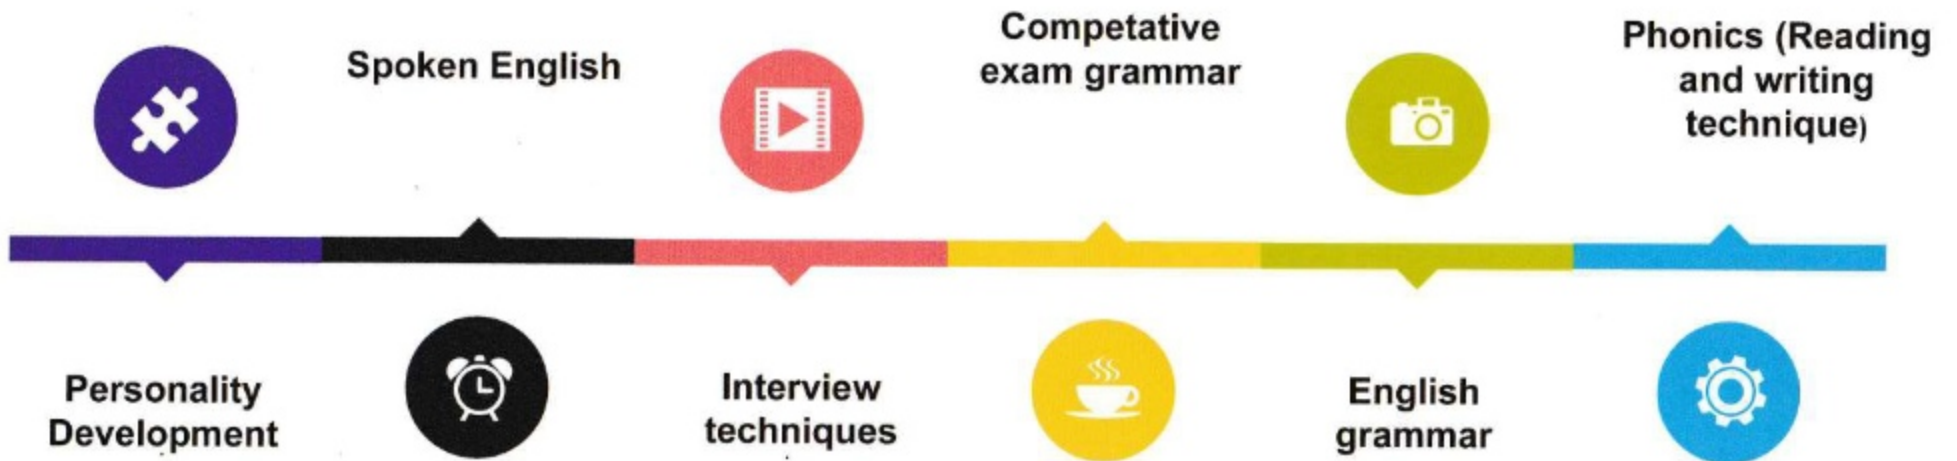 Personality
Development
Spoken English
Interview
techniques
Competative
exam grammar
English
grammar
Phonics (Reading
and writing
technique)